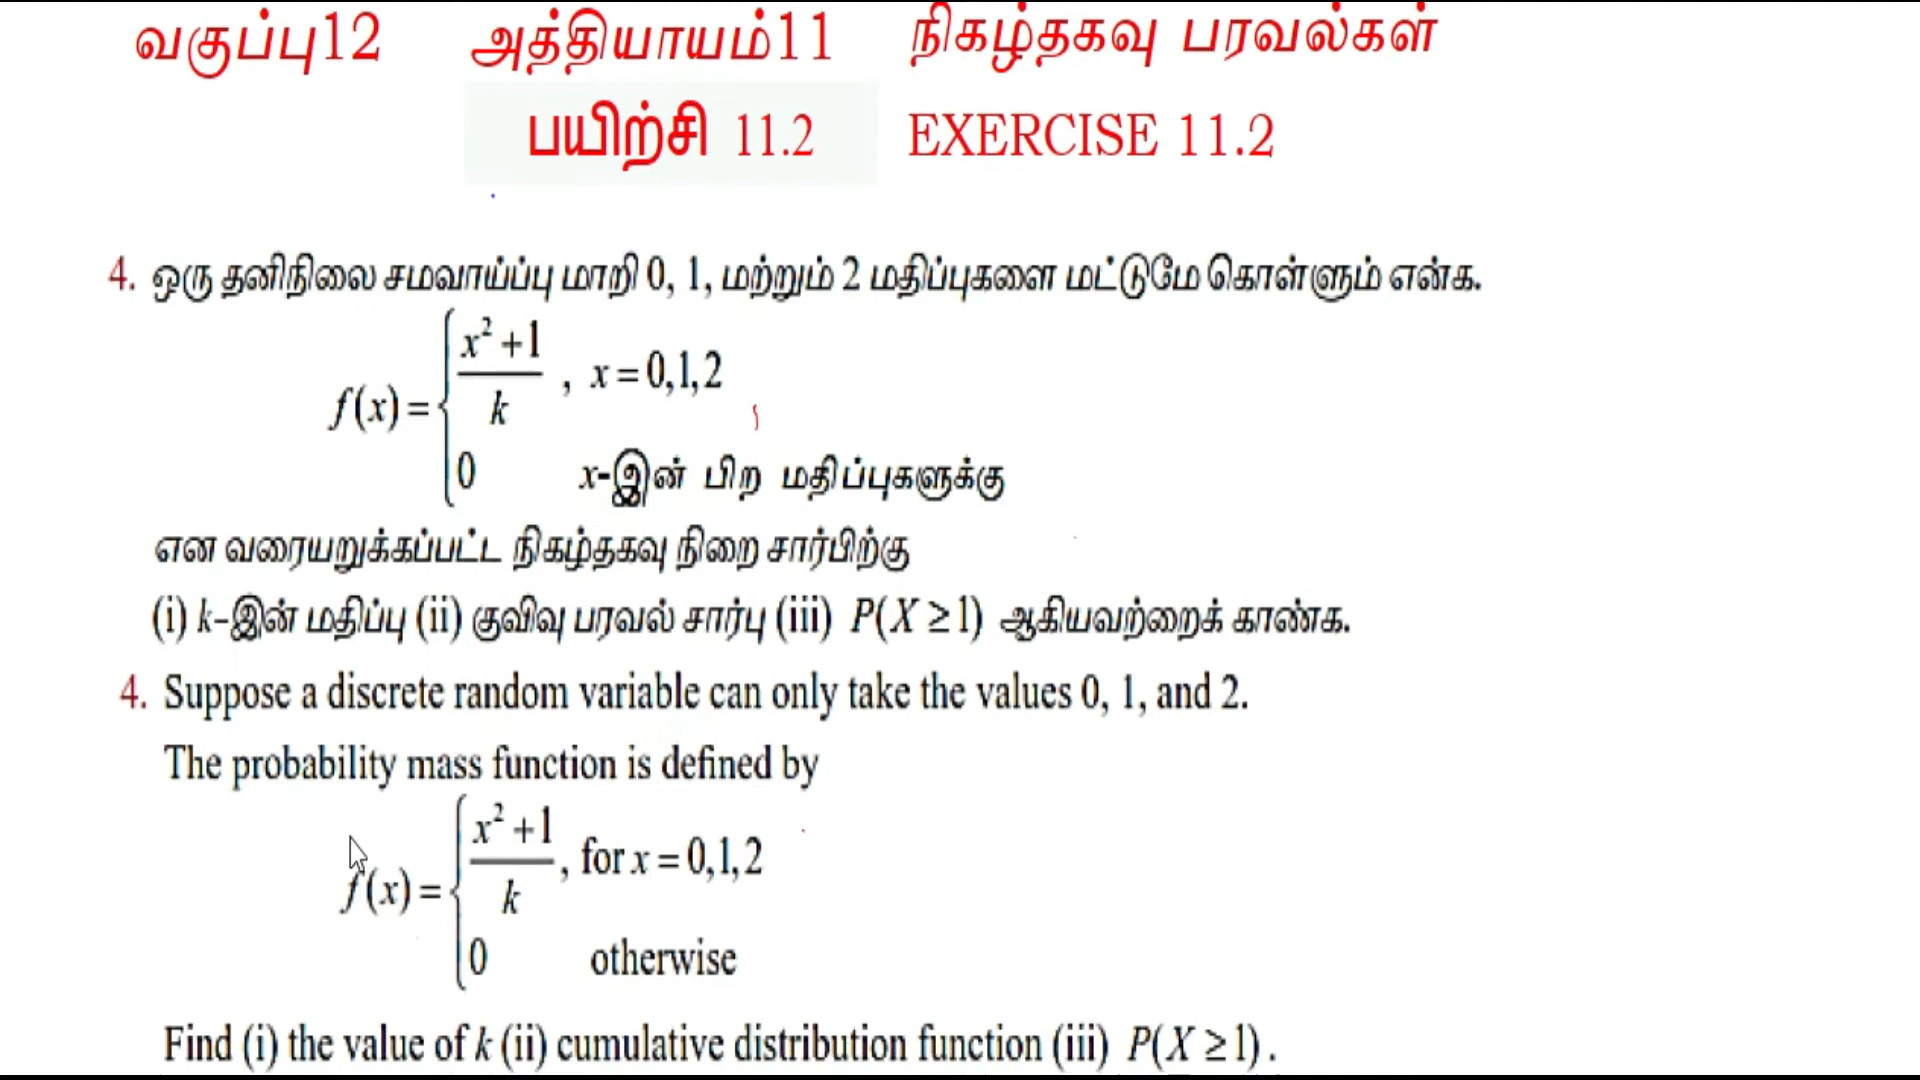 வகுப்பு12 அத்தியாயம்11 நிகழ்தகவு பரவல்கள்
பயிற்சி 11.2 EXERCISE 11.2
4. ஒரு தனிநிலை சமவாய்ப்பு மாறி 0, 1, மற்றும் 2 மதிப்புகளை மட்டுமே கொள்ளும் என்க.
f(x) = { (x² + 1)/k , x = 0,1,2
0 x-இன் பிற மதிப்புகளுக்கு
என வரையறுக்கப்பட்ட நிகழ்தகவு நிறை சார்பிற்கு
(i) k-இன் மதிப்பு (ii) குவிவு பரவல் சார்பு (iii) P(X ≥ 1) ஆகியவற்றைக் காண்க.
4. Suppose a discrete random variable can only take the values 0, 1, and 2.
The probability mass function is defined by
f(x) = { (x² + 1)/k , for x = 0,1,2
0 otherwise
Find (i) the value of k (ii) cumulative distribution function (iii) P(X ≥ 1) .